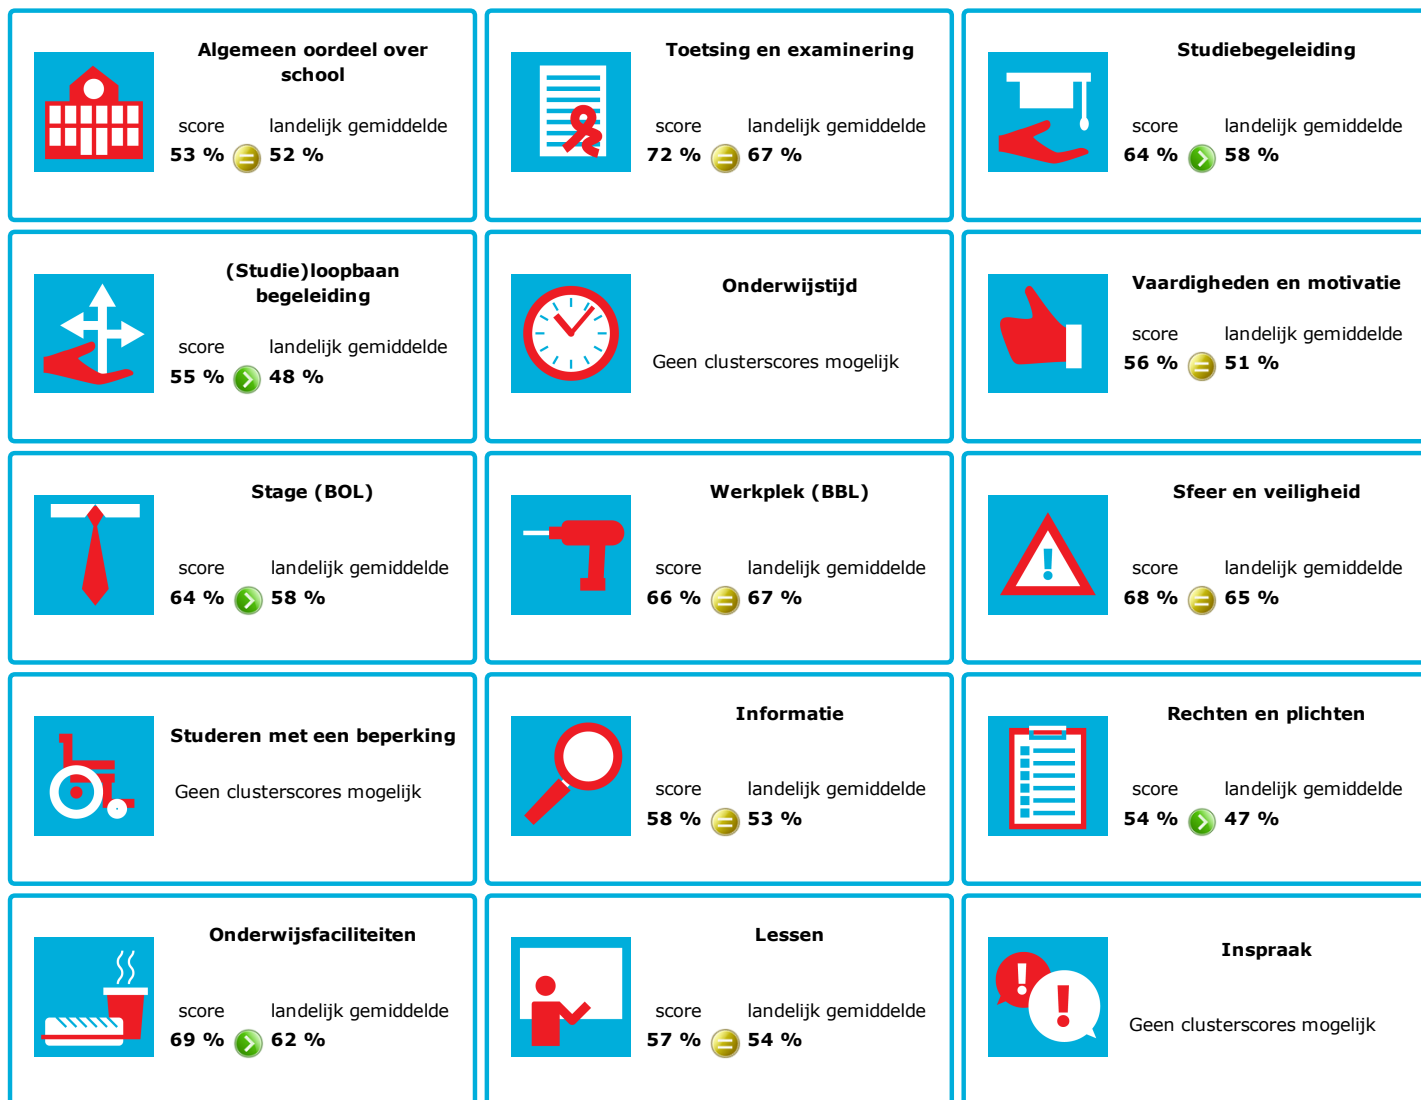 Algemeen oordeel over
school
score landelijk gemiddelde
53 % = 52 %
Toetsing en examinering
score landelijk gemiddelde
72 % = 67 %
Studiebegeleiding
score landelijk gemiddelde
64 % > 58 %
(Studie)loopbaan
begeleiding
score landelijk gemiddelde
55 % > 48 %
Onderwijstijd
Geen clusterscores mogelijk
Vaardigheden en motivatie
score landelijk gemiddelde
56 % = 51 %
Stage (BOL)
score landelijk gemiddelde
64 % > 58 %
Werkplek (BBL)
score landelijk gemiddelde
66 % = 67 %
Sfeer en veiligheid
score landelijk gemiddelde
68 % = 65 %
Studeren met een beperking
Geen clusterscores mogelijk
Informatie
score landelijk gemiddelde
58 % = 53 %
Rechten en plichten
score landelijk gemiddelde
54 % > 47 %
Onderwijsfaciliteiten
score landelijk gemiddelde
69 % > 62 %
Lessen
score landelijk gemiddelde
57 % = 54 %
Inspraak
Geen clusterscores mogelijk